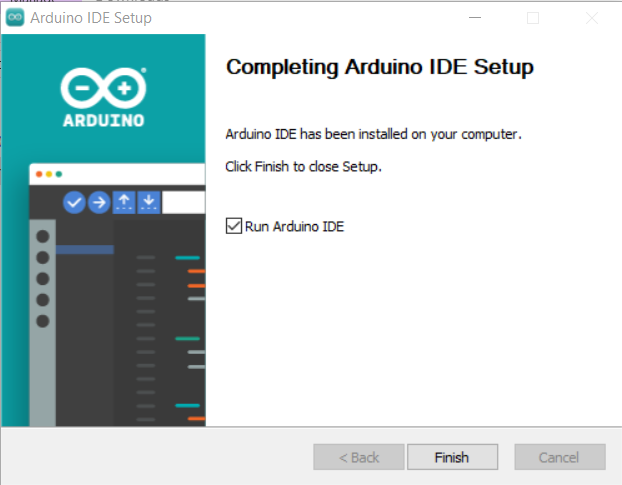 Arduino IDE Setup
ARDUINO
Completing Arduino IDE Setup
Arduino IDE has been installed on your computer.
Click Finish to close Setup.
Run Arduino IDE
< Back
Finish
Cancel